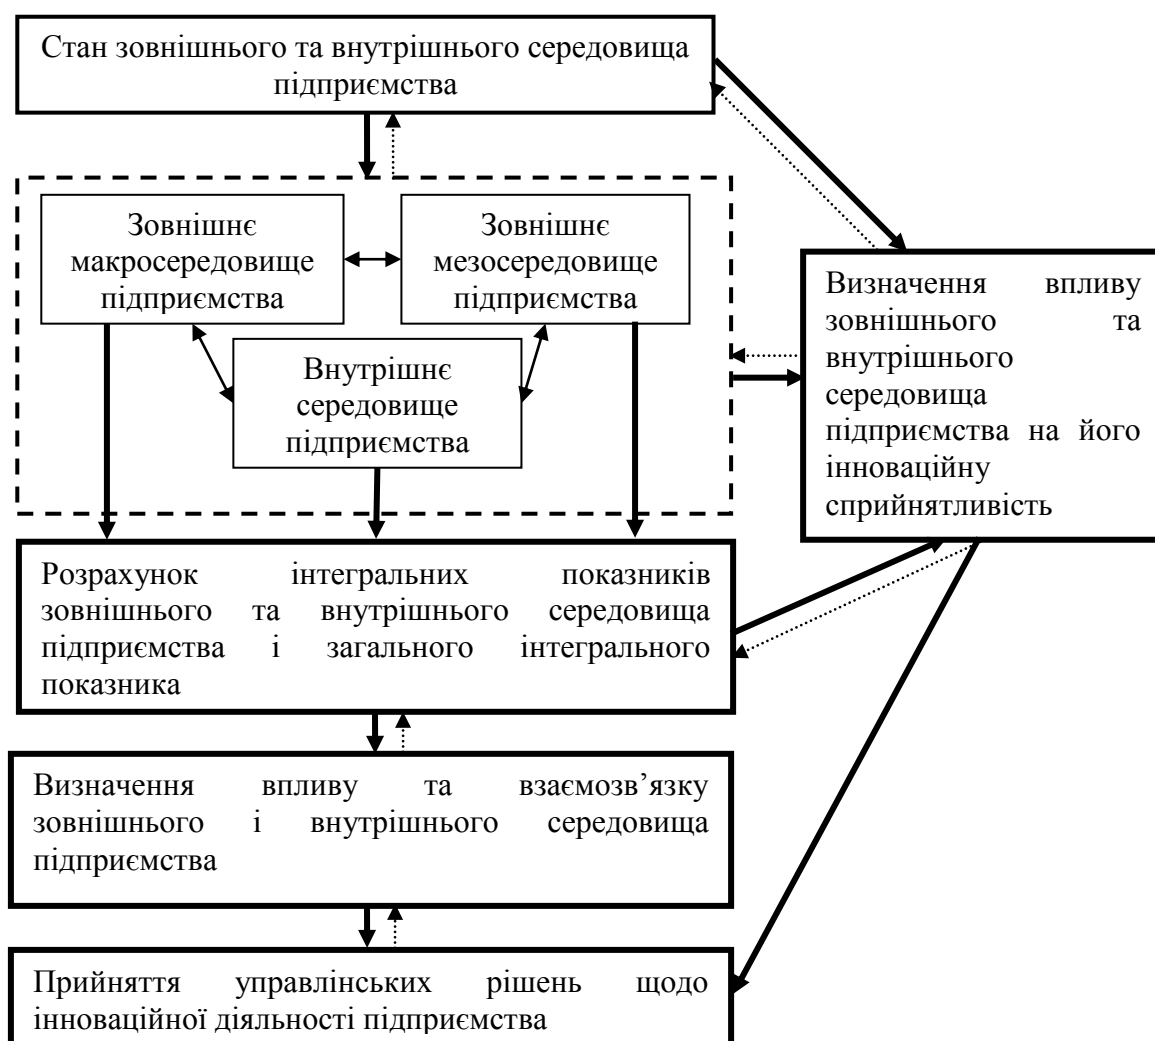 Стан зовнішнього та внутрішнього середовища
підприємства
Зовнішнє
макросередовище
підприємства
Зовнішнє
мезосередовище
підприємства
Внутрішнє
середовище
підприємства
Визначення впливу
зовнішнього та
внутрішнього
середовища
підприємства на його
інноваційну
сприйнятливість
Розрахунок інтегральних показників
зовнішнього та внутрішнього середовища
підприємства і загального інтегрального
показника
Визначення впливу та взаємозв’язку
зовнішнього і внутрішнього середовища
підприємства
Прийняття управлінських рішень щодо
інноваційної діяльності підприємства